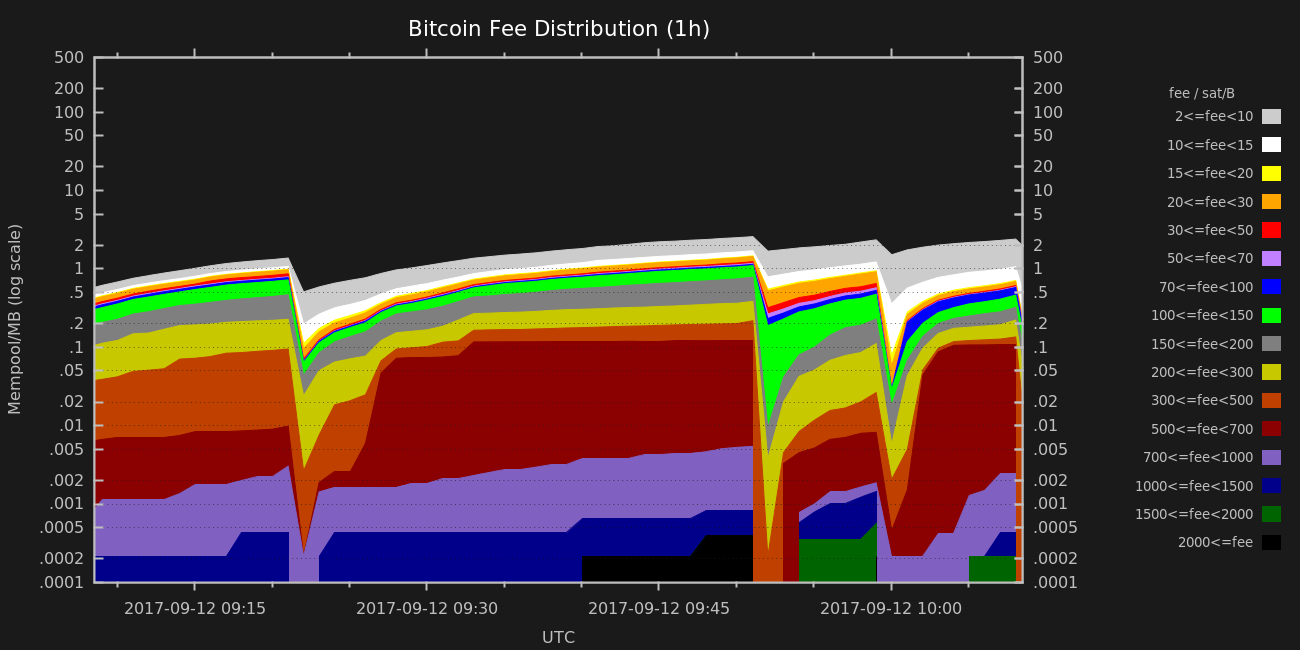 Bitcoin Fee Distribution (1h)
500 500
200 200
100 100
50 50
20 20
10 10
5 5
2 2
1 1
.5 .5
.2 .2
.1 .1
.05 .05
.02 .02
.01 .01
.005 .005
.002 .002
.001 .001
.0005 .0005
.0002 .0002
.0001 .0001
Mempool/MB (log scale)
2017-09-12 09:15 2017-09-12 09:30 2017-09-12 09:45 2017-09-12 10:00
UTC
fee / sat/B
2<=fee<10
10<=fee<15
15<=fee<20
20<=fee<30
30<=fee<50
50<=fee<70
70<=fee<100
100<=fee<150
150<=fee<200
200<=fee<300
300<=fee<500
500<=fee<700
700<=fee<1000
1000<=fee<1500
1500<=fee<2000
2000<=fee